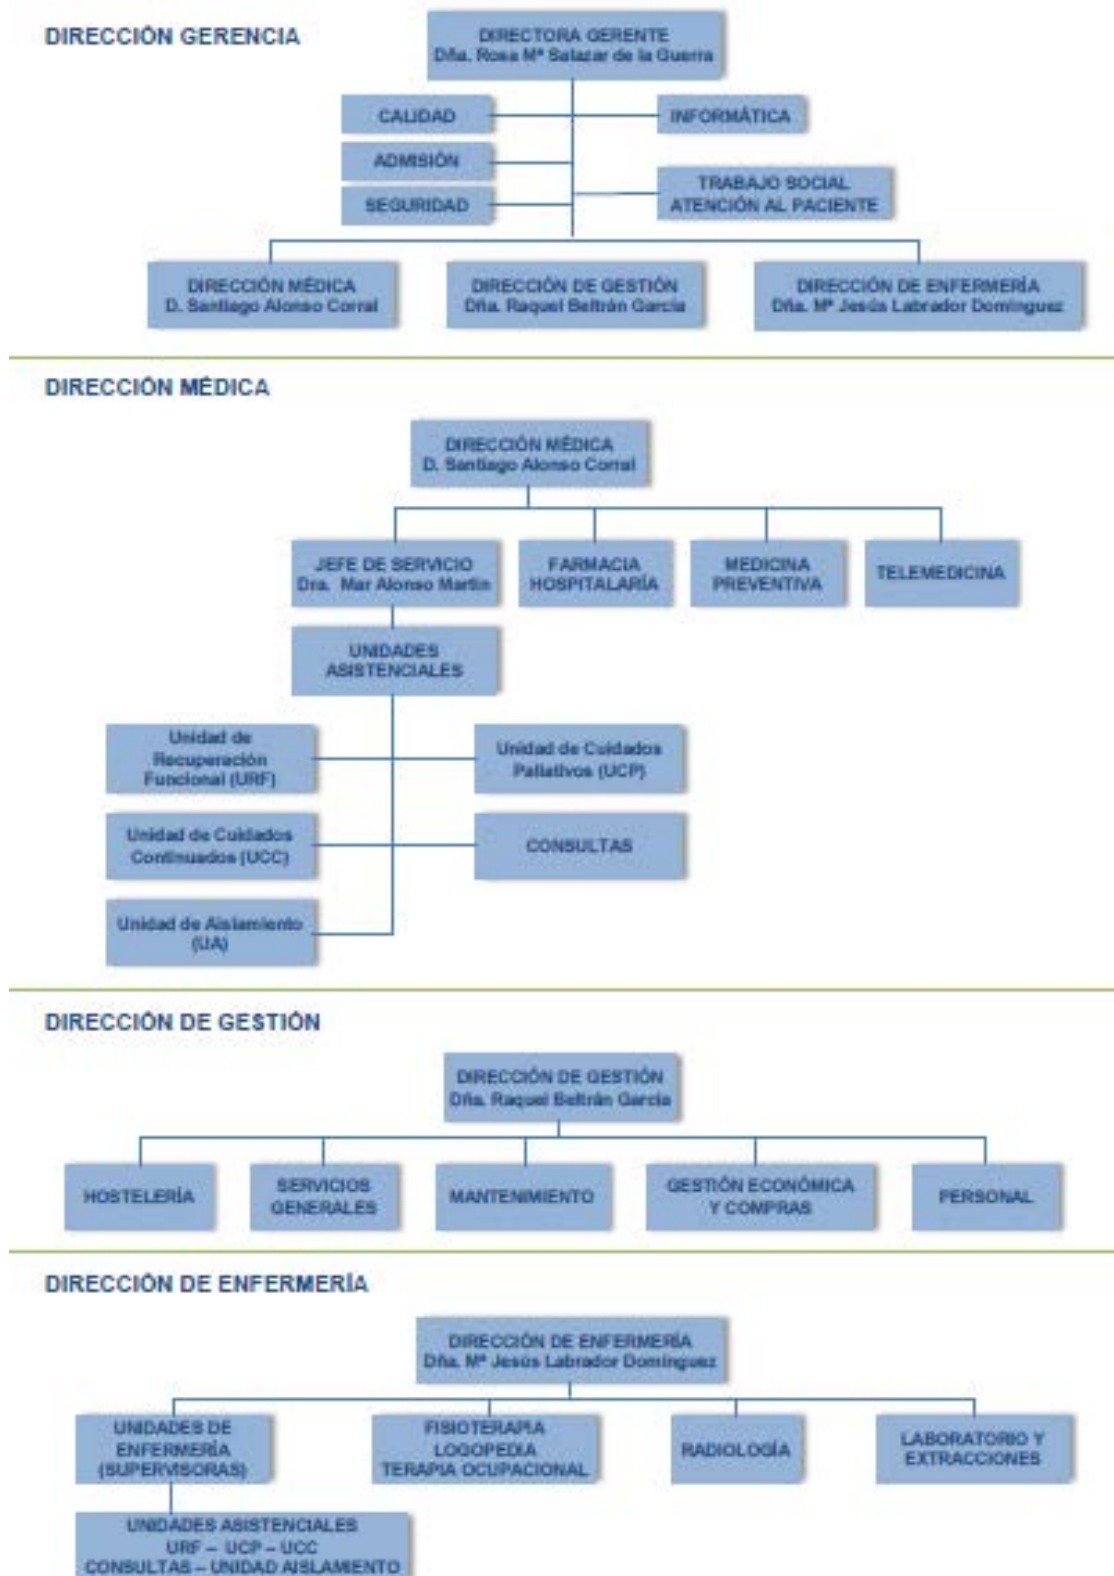 DIRECCIÓN GERENCIA
DIRECTORA GERENTE
Dña. Rosa Mª Salazar de la Guerra
CALIDAD
INFORMÁTICA
ADMISIÓN
TRABAJO SOCIAL
ATENCIÓN AL PACIENTE
SEGURIDAD
DIRECCIÓN MÉDICA
D. Santiago Alonso Corral
DIRECCIÓN DE GESTIÓN
Dña. Raquel Beltrán García
DIRECCIÓN DE ENFERMERÍA
Dña. Mª Jesús Labrador Domínguez
DIRECCIÓN MÉDICA
DIRECCIÓN MÉDICA
D. Santiago Alonso Corral
JEFE DE SERVICIO
Dra. Mar Alonso Martín
FARMACIA
HOSPITALARÍA
MEDICINA
PREVENTIVA
TELEMEDICINA
UNIDADES
ASISTENCIALES
Unidad de
Recuperación
Funcional (URF)
Unidad de Cuidados
Paliativos (UCP)
Unidad de Cuidados
Continuados (UCC)
CONSULTAS
Unidad de Aislamiento
(UA)
DIRECCIÓN DE GESTIÓN
DIRECCIÓN DE GESTIÓN
Dña. Raquel Beltrán García
HOSTELERÍA
SERVICIOS
GENERALES
MANTENIMIENTO
GESTIÓN ECONÓMICA
Y COMPRAS
PERSONAL
DIRECCIÓN DE ENFERMERÍA
DIRECCIÓN DE ENFERMERÍA
Dña. Mª Jesús Labrador Domínguez
UNIDADES DE
ENFERMERÍA
(SUPERVISORAS)
FISIOTERAPIA
LOGOPEDIA
TERAPIA OCUPACIONAL
RADIOLOGÍA
LABORATORIO Y
EXTRACCIONES
UNIDADES ASISTENCIALES
URF – UCP – UCC
CONSULTAS – UNIDAD AISLAMIENTO